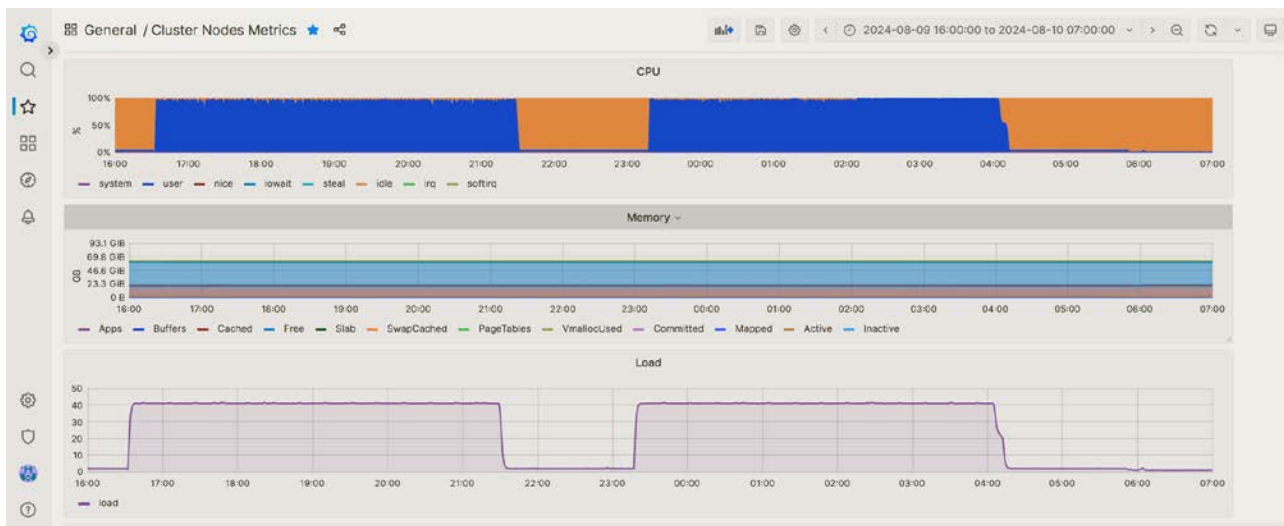 General / Cluster Nodes Metrics
2024-08-09 16:00:00 to 2024-08-10 07:00:00
CPU
%
100%
50%
0%
16:00 17:00 18:00 19:00 20:00 21:00 22:00 23:00 00:00 01:00 02:00 03:00 04:00 05:00 06:00 07:00
system user nice iowait steal idle irq softirq
Memory
GB
93.1 GiB
69.8 GiB
46.6 GiB
23.3 GiB
0 B
16:00 17:00 18:00 19:00 20:00 21:00 22:00 23:00 00:00 01:00 02:00 03:00 04:00 05:00 06:00 07:00
Apps Buffers Cached Free Slab SwapCached PageTables VmallocUsed Committed Mapped Active Inactive
Load
50
40
30
20
10
0
16:00 17:00 18:00 19:00 20:00 21:00 22:00 23:00 00:00 01:00 02:00 03:00 04:00 05:00 06:00 07:00
load